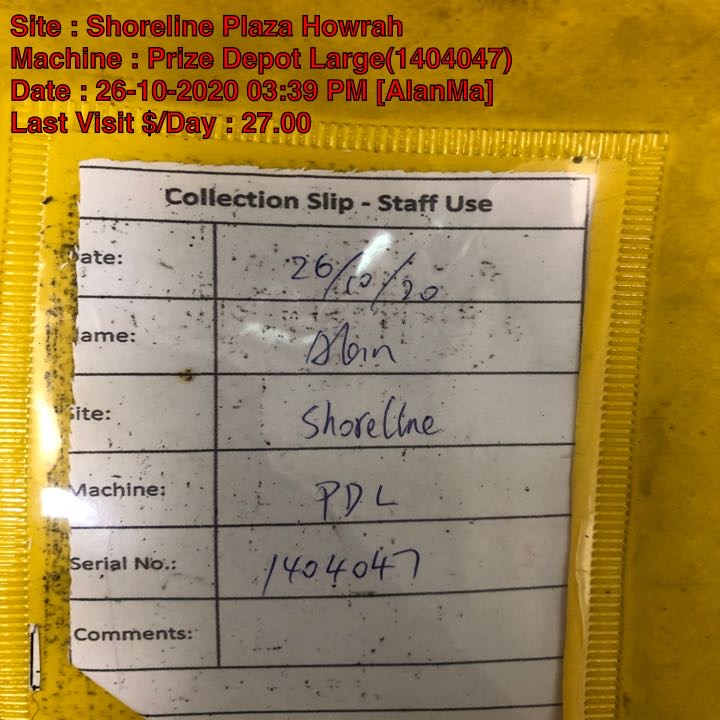 Site : Shoreline Plaza Howrah
Machine : Prize Depot Large(1404047)
Date : 26-10-2020 03:39 PM [AlanMa]
Last Visit $/Day : 27.00
Collection Slip - Staff Use
ate: 26/10/20
ame: Alan
ite: Shoreline
Machine: PDL
Serial No.: 1404047
Comments: